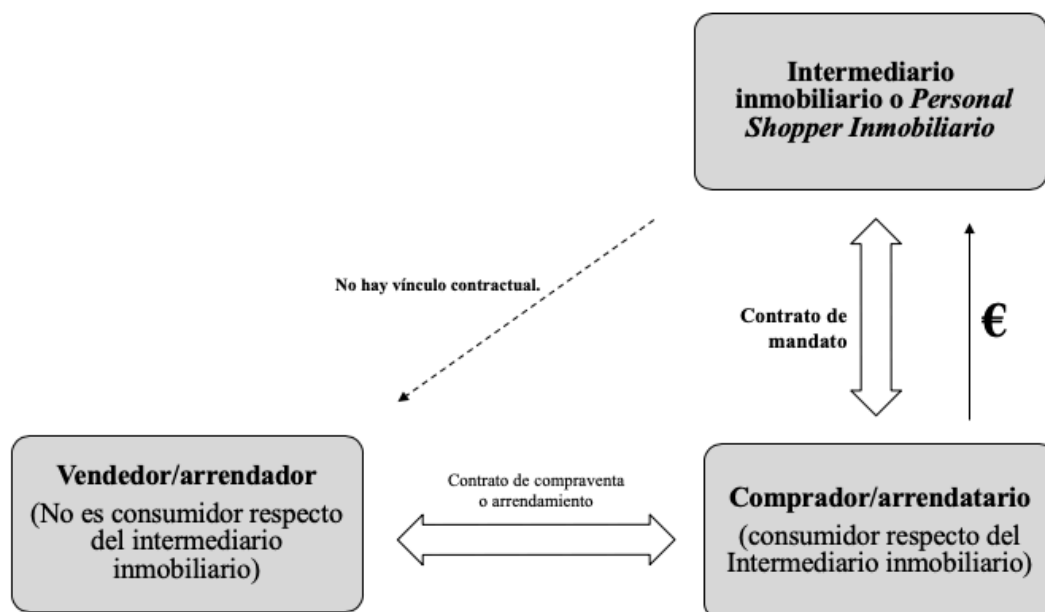 Intermediario
inmobiliario o Personal
Shopper Inmobiliario
No hay vínculo contractual.
Contrato de
mandato
€
Vendedor/arrendador
(No es consumidor respecto
del intermediario
inmobiliario)
Contrato de compraventa
o arrendamiento
Comprador/arrendatario
(consumidor respecto del
Intermediario inmobiliario)